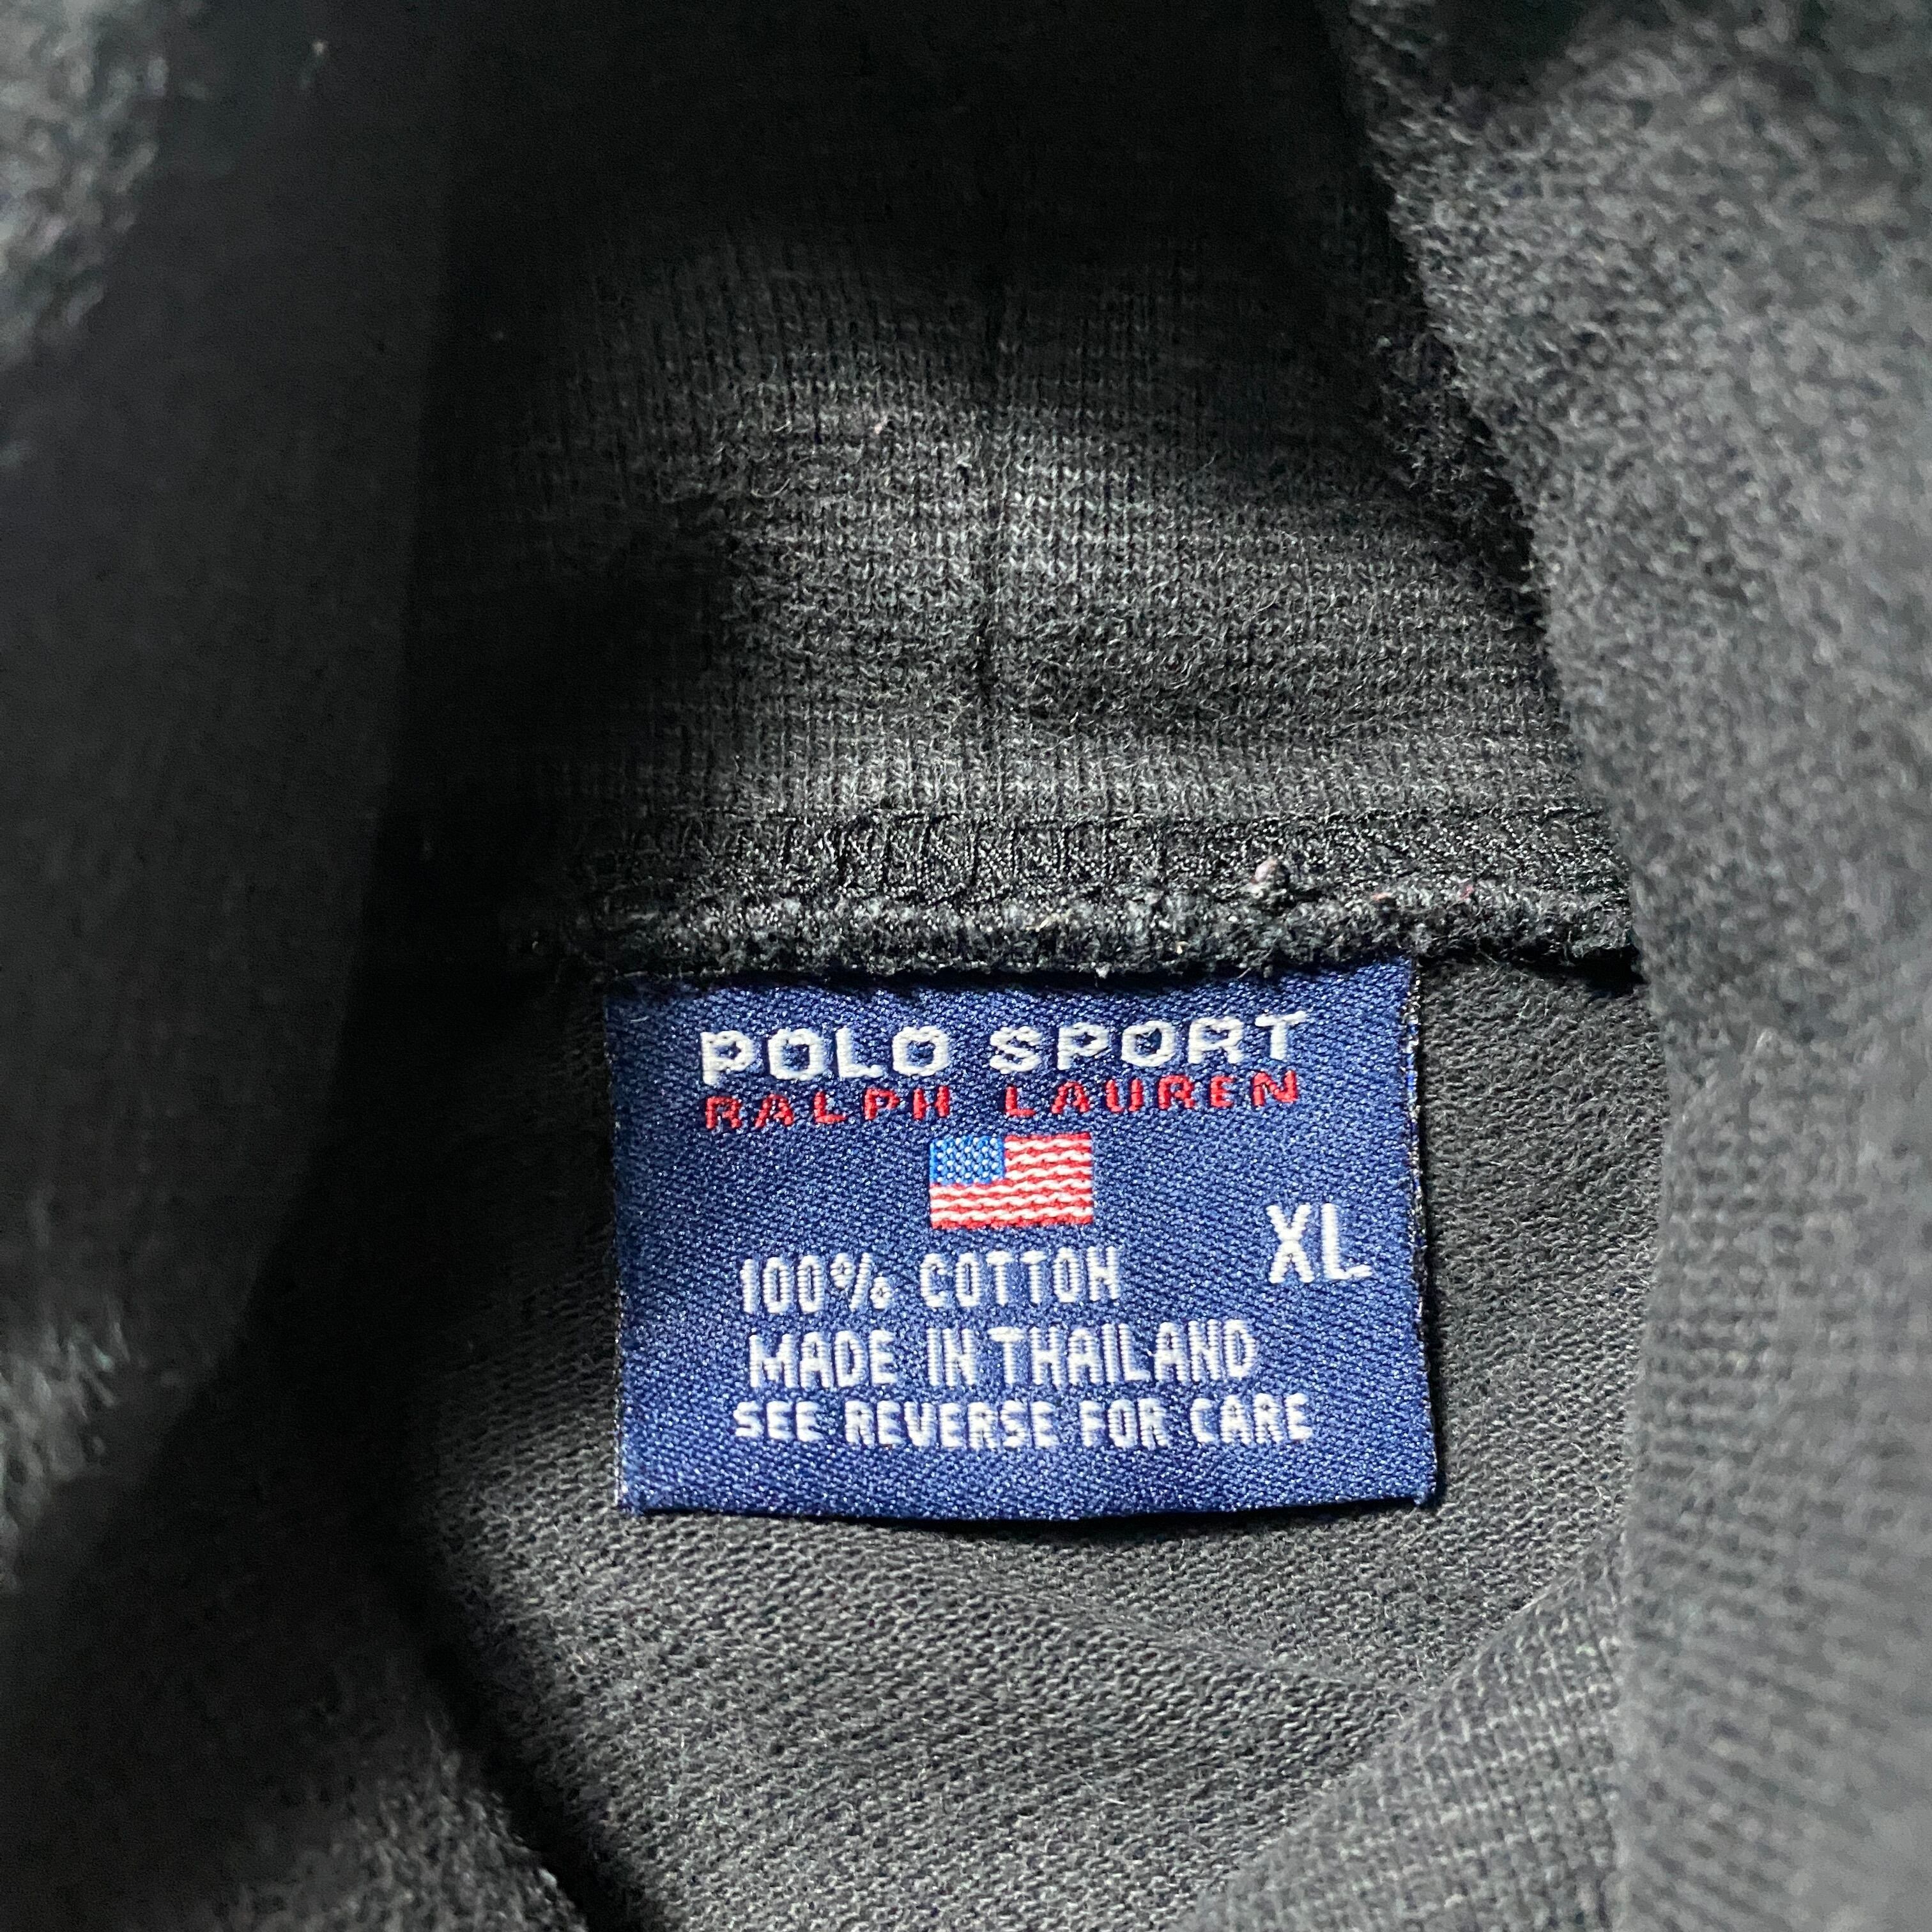 POLO SPORT
RALPH LAUREN
XL
100% COTTON
MADE IN THAILAND
SEE REVERSE FOR CARE